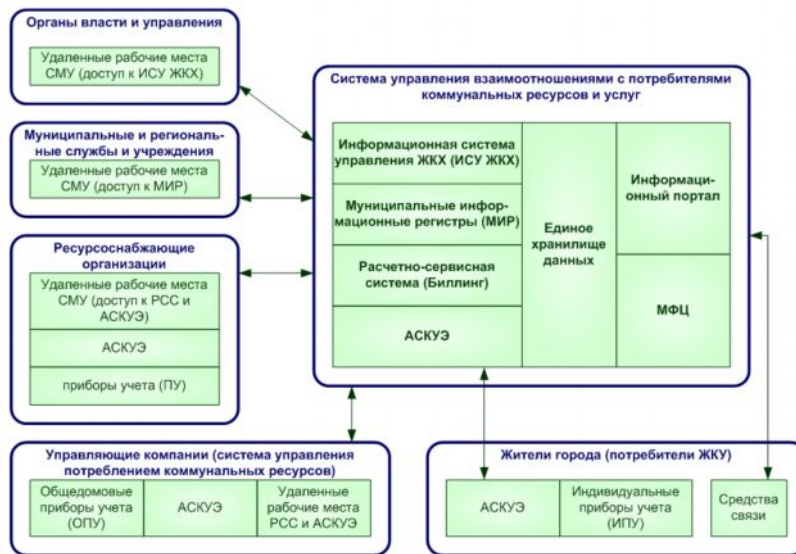 Органы власти и управления
Удаленные рабочие места
СМУ (доступ к ИСУ ЖКХ)
Муниципальные и региональ-
ные службы и учреждения
Удаленные рабочие места
СМУ (доступ к МИР)
Ресурсоснабжающие
организации
Удаленные рабочие места
СМУ (доступ к РСС и
АСКУЭ)
АСКУЭ
приборы учета (ПУ)
Система управления взаимоотношениями с потребителями
коммунальных ресурсов и услуг
Информационная система
управления ЖКХ (ИСУ ЖКХ)
Муниципальные инфор-
мационные регистры (МИР)
Расчетно-сервисная
система (Биллинг)
АСКУЭ
Единое
хранилище
данных
Информаци-
онный портал
МФЦ
Управляющие компании (система управления
потреблением коммунальных ресурсов)
Общедомовые
приборы учета
(ОПУ)
АСКУЭ
Удаленные
рабочие места
РСС и АСКУЭ
Жители города (потребители ЖКУ)
АСКУЭ
Индивидуальные
приборы учета
(ИПУ)
Средства
связи